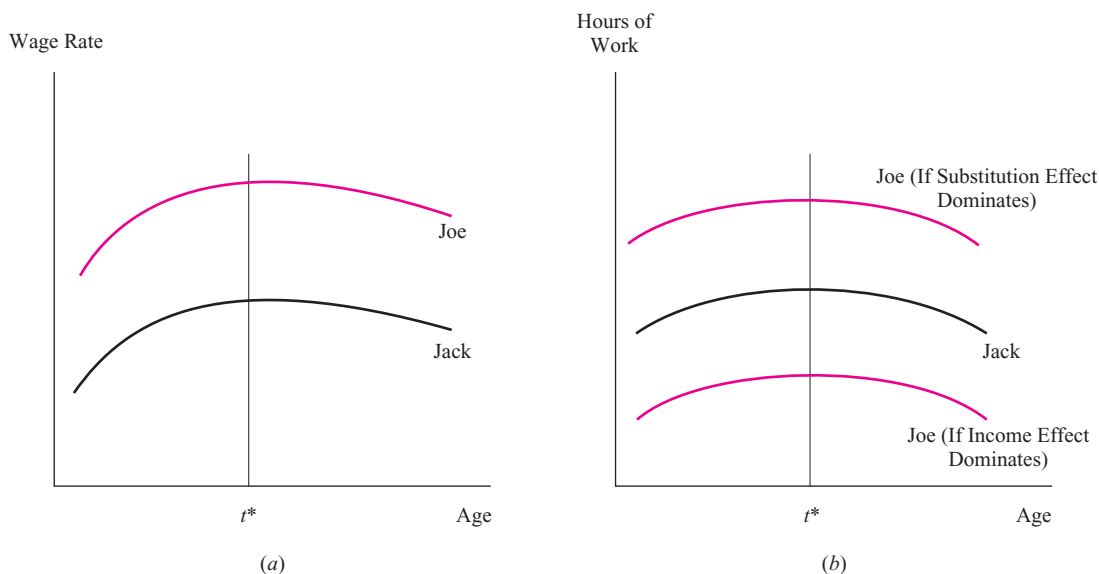 Wage Rate
Joe
Jack
t*
Age
(a)
Hours of
Work
Joe (If Substitution Effect
Dominates)
Jack
Joe (If Income Effect
Dominates)
t*
Age
(b)